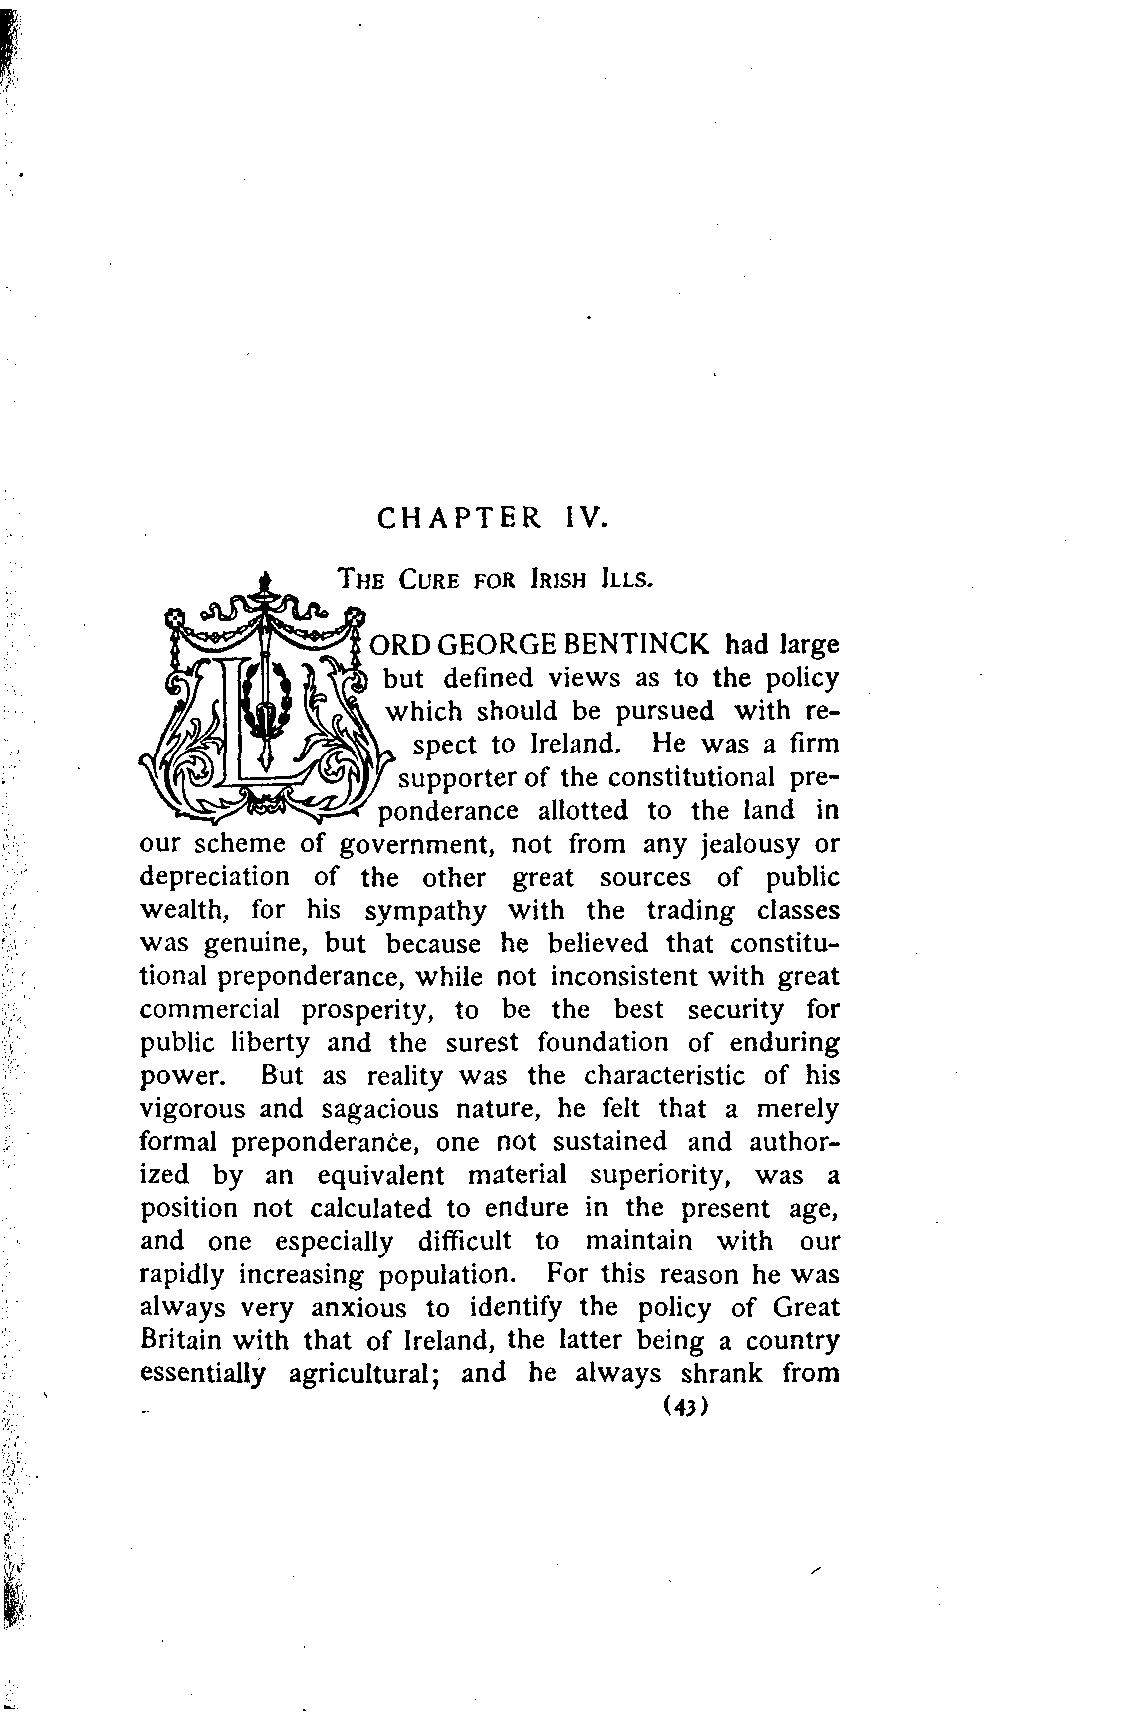 CHAPTER IV.
THE CURE FOR IRISH ILLS.
LORD GEORGE BENTINCK had large
but defined views as to the policy
which should be pursued with re-
spect to Ireland. He was a firm
supporter of the constitutional pre-
ponderance allotted to the land in
our scheme of government, not from any jealousy or
depreciation of the other great sources of public
wealth, for his sympathy with the trading classes
was genuine, but because he believed that constitu-
tional preponderance, while not inconsistent with great
commercial prosperity, to be the best security for
public liberty and the surest foundation of enduring
power. But as reality was the characteristic of his
vigorous and sagacious nature, he felt that a merely
formal preponderance, one not sustained and author-
ized by an equivalent material superiority, was a
position not calculated to endure in the present age,
and one especially difficult to maintain with our
rapidly increasing population. For this reason he was
always very anxious to identify the policy of Great
Britain with that of Ireland, the latter being a country
essentially agricultural; and he always shrank from
(43)